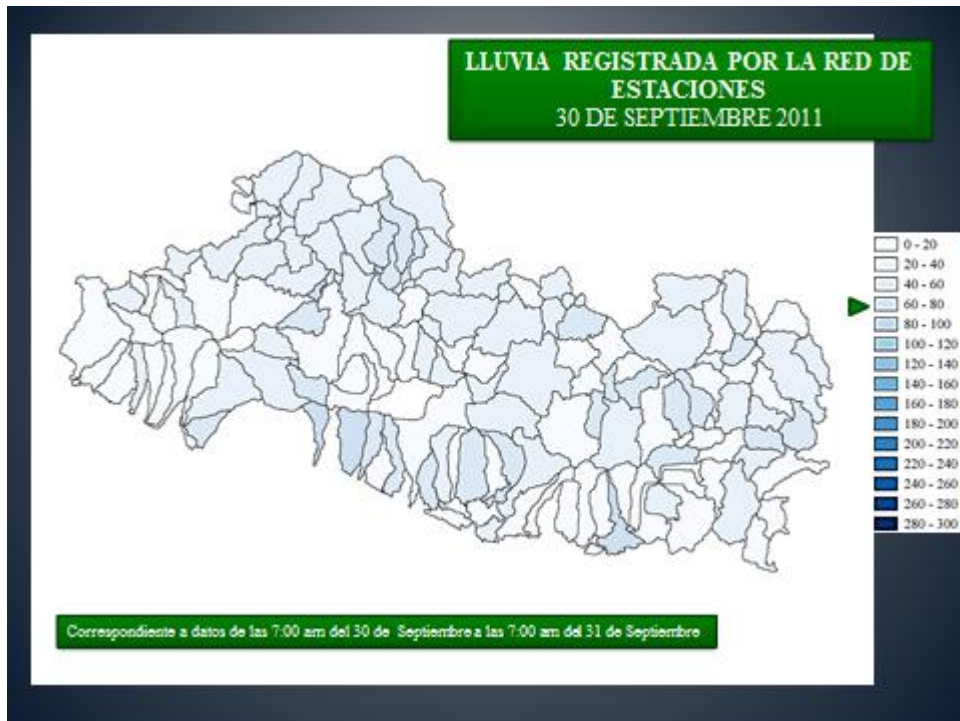 LLUVIA REGISTRADA POR LA RED DE
ESTACIONES
30 DE SEPTIEMBRE 2011
0 - 20
20 - 40
40 - 60
60 - 80
80 - 100
100 - 120
120 - 140
140 - 160
160 - 180
180 - 200
200 - 220
220 - 240
240 - 260
260 - 280
280 - 300
Correspondiente a datos de las 7:00 am del 30 de Septiembre a las 7:00 am del 31 de Septiembre